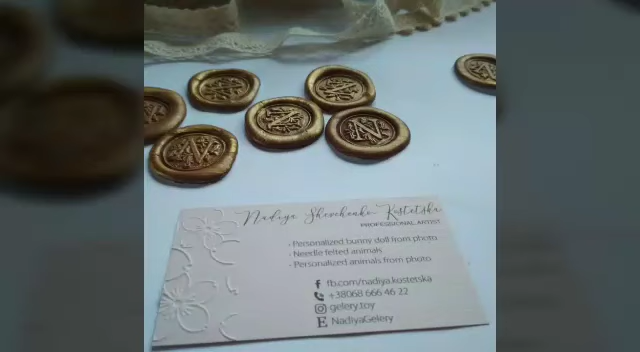 N
N
N
N
N
N
N
Nadiya Shevchenko-Kostetska
PROFESSIONAL ARTIST
- Personalized bunny doll from photo
- Needle felted animals
- Personalized animals from photo
f fb.com/nadiya.kostetska
+38068 666 46 22
gelery.toy
E NadiyaGelery